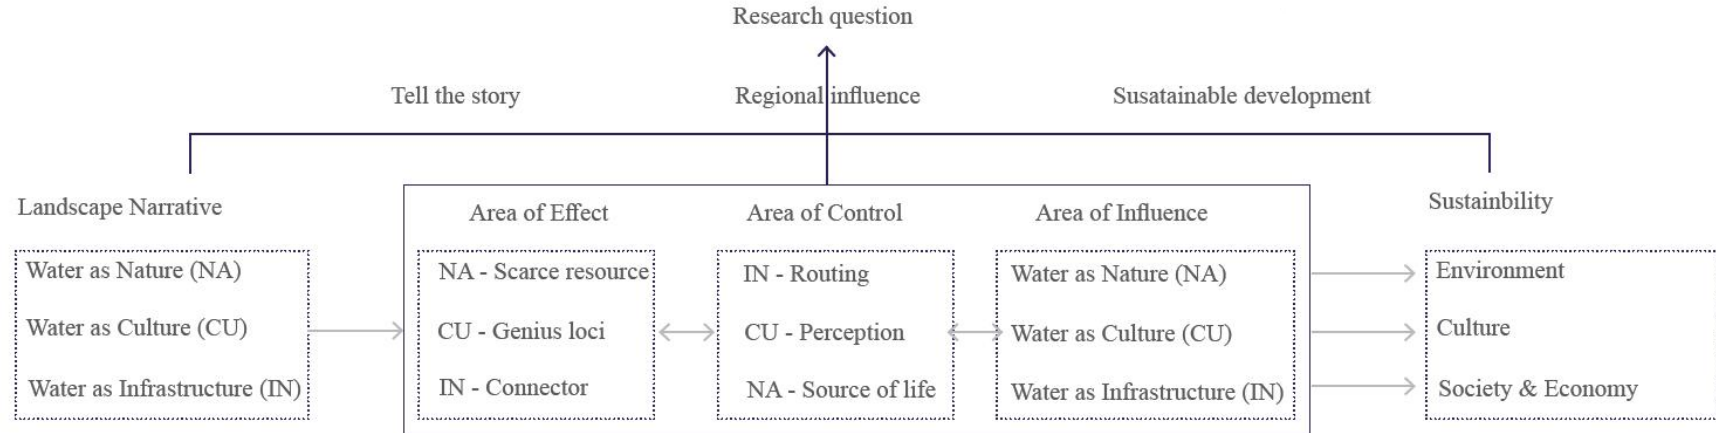 Research question
Tell the story
Regional influence
Susatainable development
Landscape Narrative
Water as Nature (NA)
Water as Culture (CU)
Water as Infrastructure (IN)
Area of Effect
NA - Scarce resource
CU - Genius loci
IN - Connector
Area of Control
IN - Routing
CU - Perception
NA - Source of life
Area of Influence
Water as Nature (NA)
Water as Culture (CU)
Water as Infrastructure (IN)
Sustainbility
Environment
Culture
Society & Economy